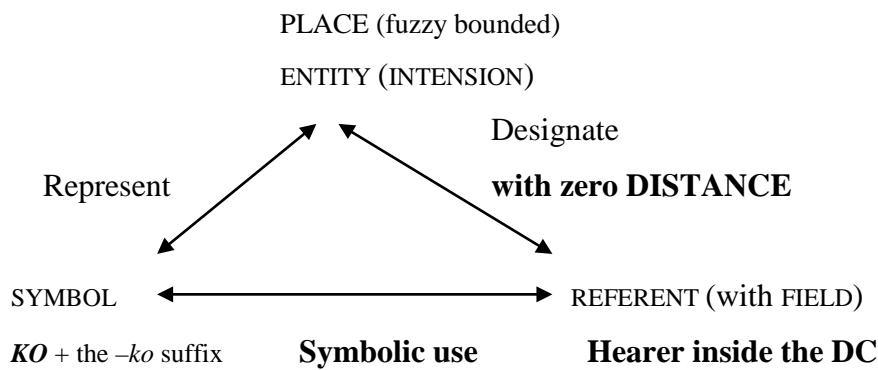 PLACE (fuzzy bounded)
ENTITY (INTENSION)
Designate
Represent with zero DISTANCE
SYMBOL REFERENT (with FIELD)
KO + the –ko suffix Symbolic use Hearer inside the DC